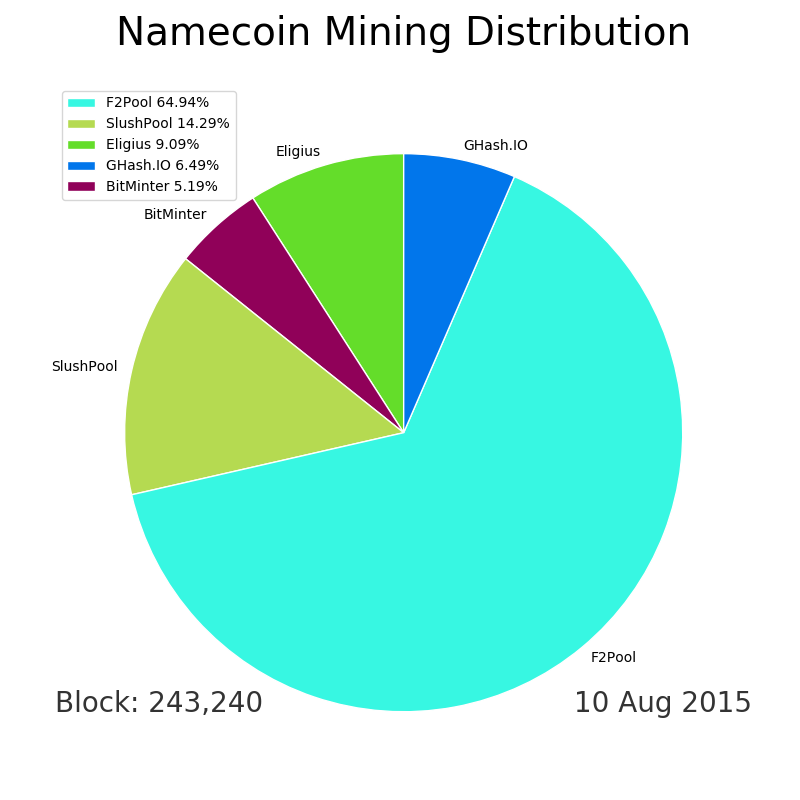 Namecoin Mining Distribution
F2Pool 64.94%
SlushPool 14.29%
Eligius 9.09%
GHash.IO 6.49%
BitMinter 5.19%
GHash.IO
Eligius
BitMinter
SlushPool
F2Pool
Block: 243,240
10 Aug 2015